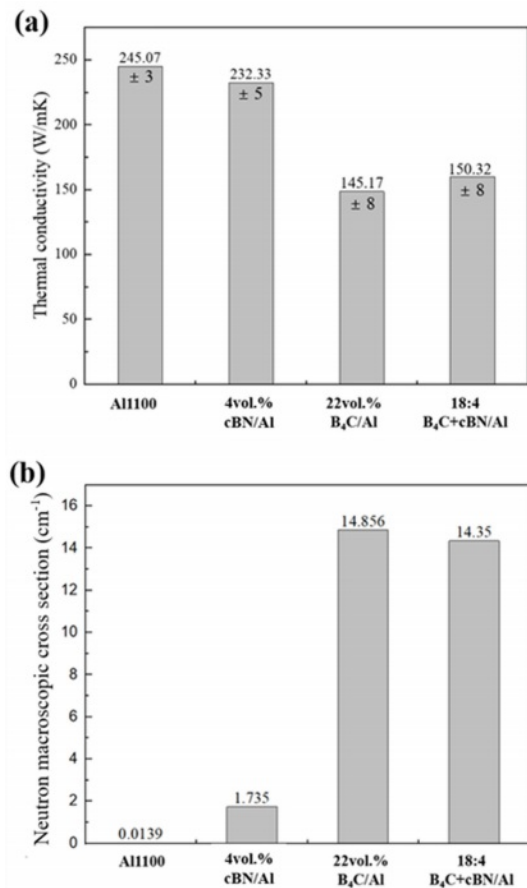 (a)
Thermal conductivity (W/mK)
250
200
150
100
50
0
245.07
± 3
232.33
± 5
145.17
± 8
150.32
± 8
Al1100
4vol.%
cBN/Al
22vol.%
B₄C/Al
18:4
B₄C+cBN/Al
(b)
Neutron macroscopic cross section (cm⁻¹)
16
14
12
10
8
6
4
2
0
0.0139
1.735
14.856
14.35
Al1100
4vol.%
cBN/Al
22vol.%
B₄C/Al
18:4
B₄C+cBN/Al